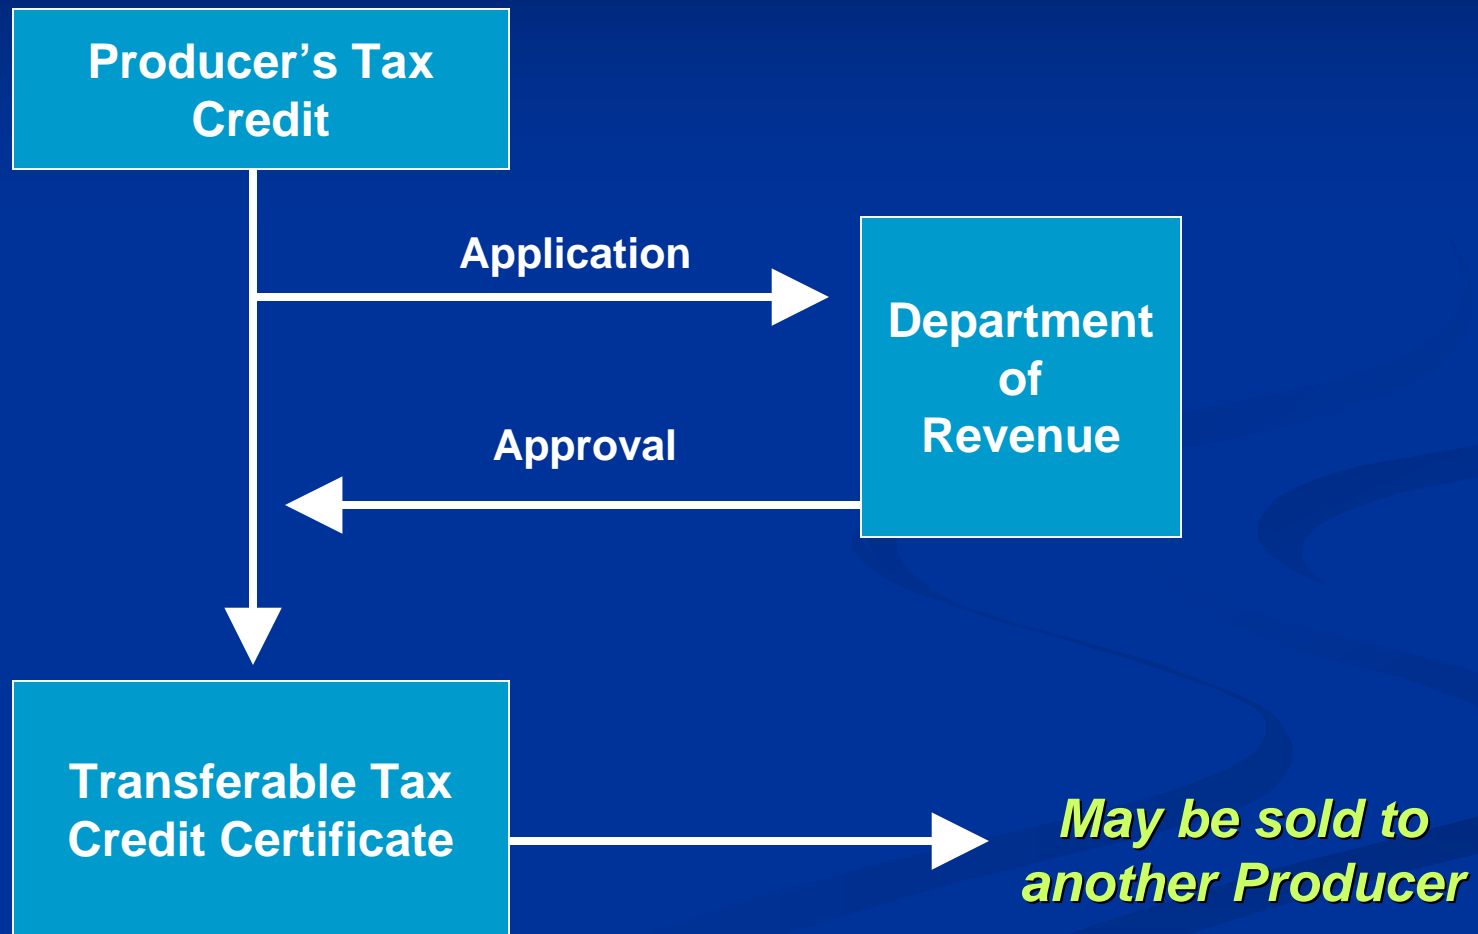 Producer’s Tax
Credit
Application
Department
of
Revenue
Approval
Transferable Tax
Credit Certificate
May be sold to
another Producer